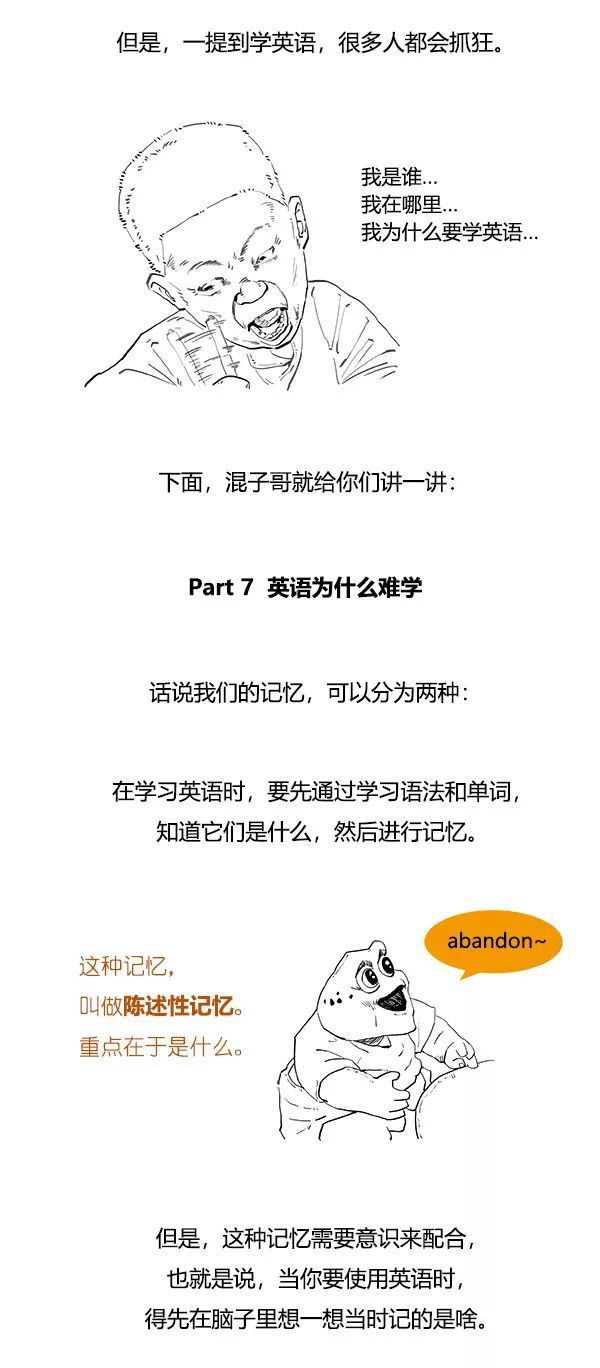 但是，一提到学英语，很多人都会抓狂。
我是谁...
我在哪里...
我为什么要学英语...
下面，混子哥就给你们讲一讲：
Part 7 英语为什么难学
话说我们的记忆，可以分为两种：
在学习英语时，要先通过学习语法和单词，
知道它们是什么，然后进行记忆。
abandon~
这种记忆，
叫做陈述性记忆。
重点在于是什么。
但是，这种记忆需要意识来配合，
也就是说，当你要使用英语时，
得先在脑子里想一想当时记的是啥。